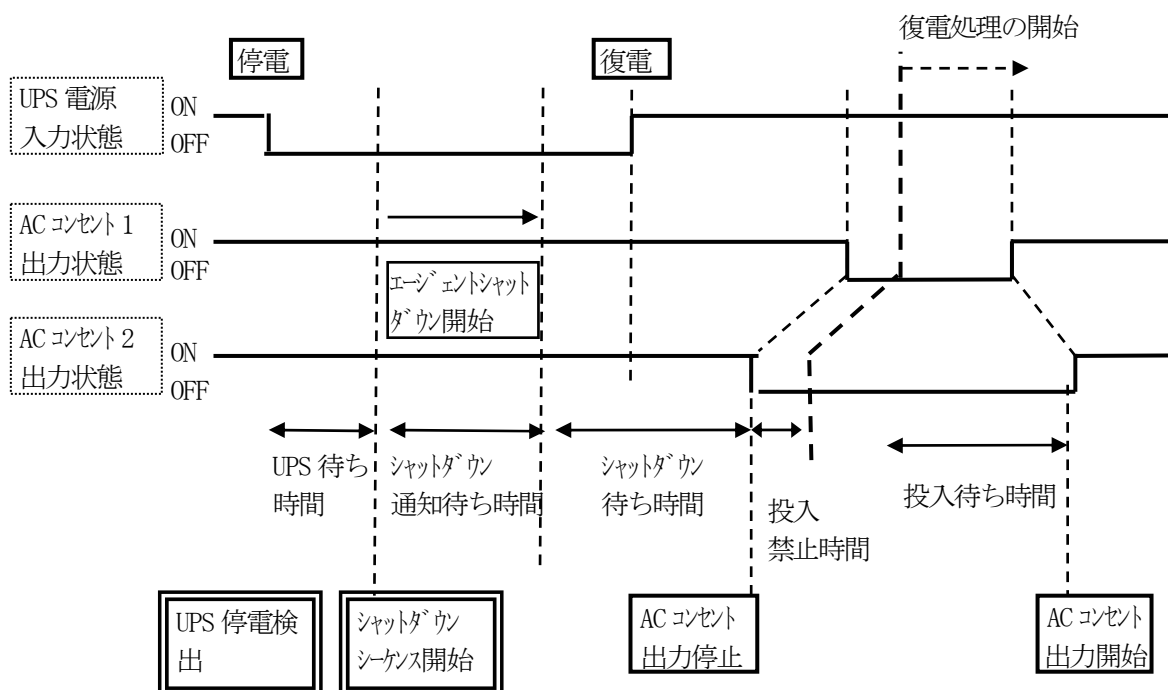 復電処理の開始
停電
復電
UPS 電源
入力状態
ON
OFF
AC コンセント 1
出力状態
ON
OFF
エージェントシャット
ダウン開始
AC コンセント 2
出力状態
ON
OFF
UPS 待ち
時間
シャットダウン
通知待ち時間
シャットダウン
待ち時間
投入
禁止時間
投入待ち時間
UPS 停電検
出
シャットダウン
シーケンス開始
AC コンセント
出力停止
AC コンセント
出力開始